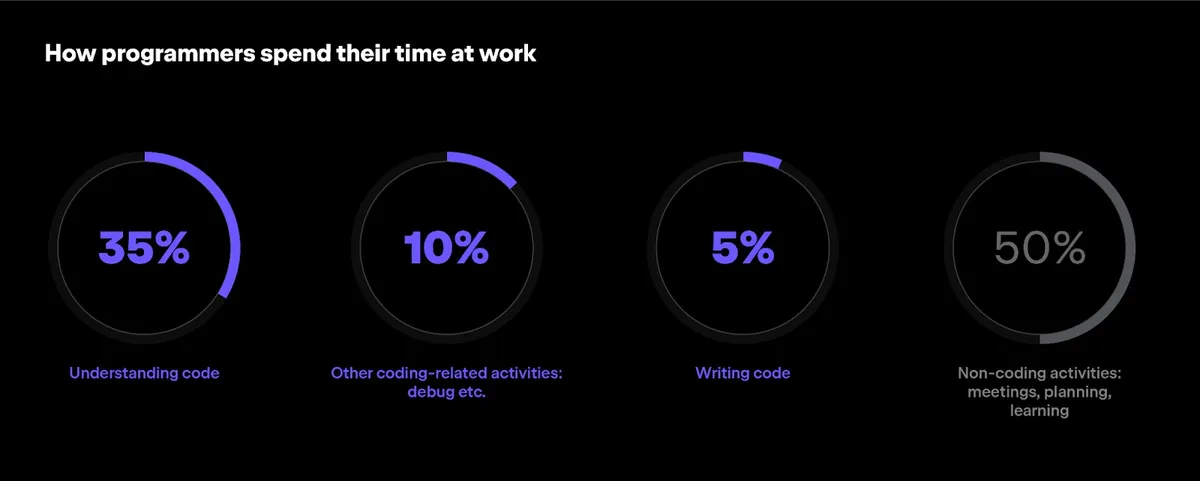 How programmers spend their time at work
35%
10%
5%
50%
Understanding code
Other coding-related activities:
debug etc.
Writing code
Non-coding activities:
meetings, planning,
learning